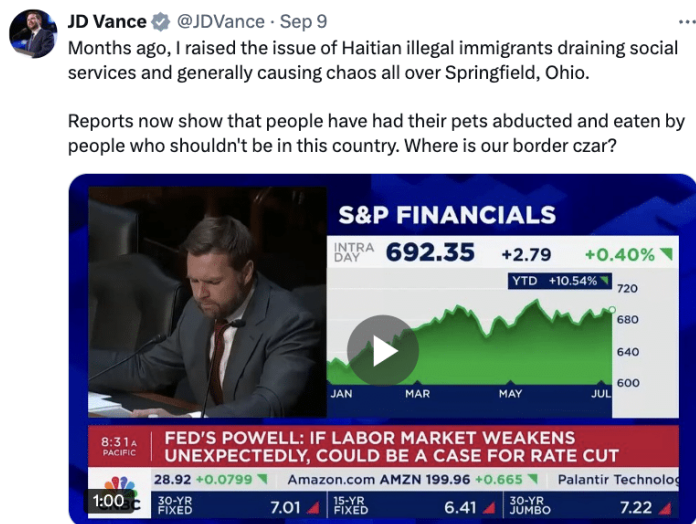 JD Vance @JDVance · Sep 9
Months ago, I raised the issue of Haitian illegal immigrants draining social
services and generally causing chaos all over Springfield, Ohio.
Reports now show that people have had their pets abducted and eaten by
people who shouldn't be in this country. Where is our border czar?
S&P FINANCIALS
INTRA
DAY 692.35 +2.79 +0.40%
YTD +10.54%
720
680
640
600
JAN MAR MAY JUL
8:31A
PACIFIC
FED'S POWELL: IF LABOR MARKET WEAKENS
UNEXPECTEDLY, COULD BE A CASE FOR RATE CUT
28.92 +0.0799 Amazon.com AMZN 199.96 +0.665 Palantir Technolog
1:00
30-YR
FIXED 7.01
15-YR
FIXED 6.41
30-YR
JUMBO 7.22